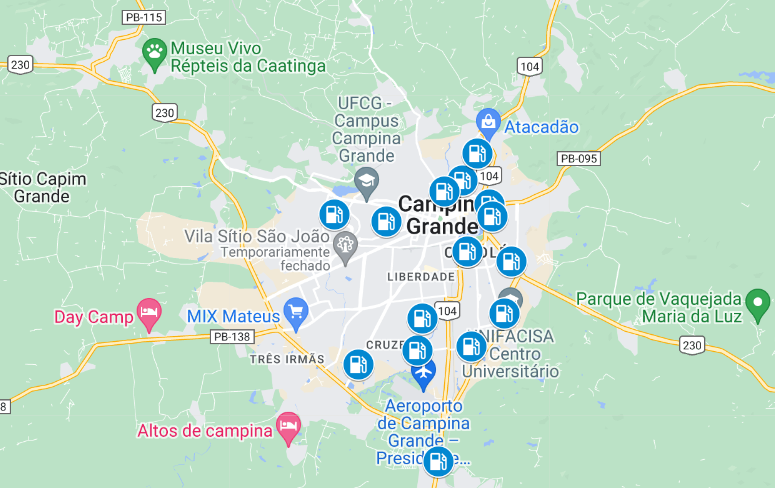 PB-115
Museu Vivo
Répteis da Caatinga
230
104
230
UFCG -
Campus
Campina
Grande
Atacadão
PB-095
104
Sítio Capim
Grande
Campina
Grande
Vila Sítio São João
Temporariamente
fechado
LIBERDADE
Parque de Vaquejada
Maria da Luz
Day Camp
MIX Mateus
104
PB-138
UNIFACISA
Centro
Universitário
230
CRUZE
TRÊS IRMÃS
Aeroporto
de Campina
Grande –
Altos de campina